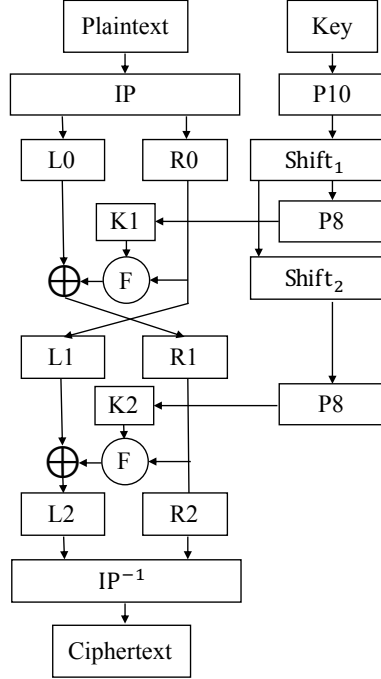 Plaintext Key
IP P10
L0 R0 Shift₁
K1 P8
F Shift₂
L1 R1
K2 P8
F
L2 R2
IP⁻¹
Ciphertext